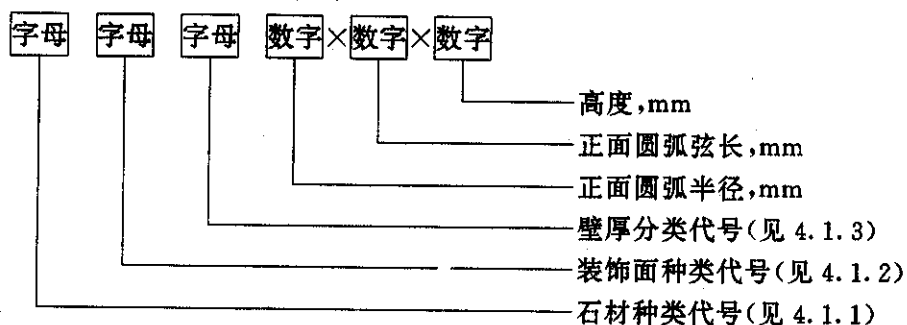 字母 字母 字母 数字×数字×数字
高度,mm
正面圆弧弦长,mm
正面圆弧半径,mm
壁厚分类代号(见 4.1.3)
装饰面种类代号(见 4.1.2)
石材种类代号(见 4.1.1)